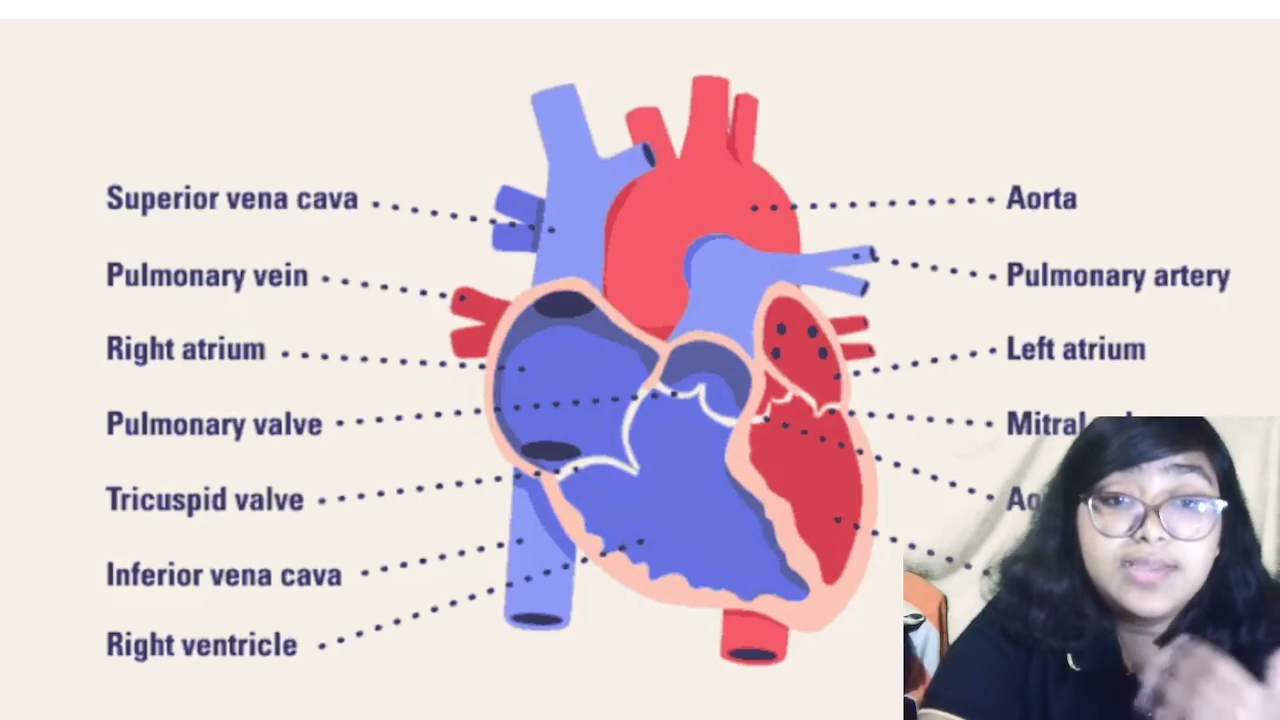 Superior vena cava
Pulmonary vein
Right atrium
Pulmonary valve
Tricuspid valve
Inferior vena cava
Right ventricle
Aorta
Pulmonary artery
Left atrium
Mitral